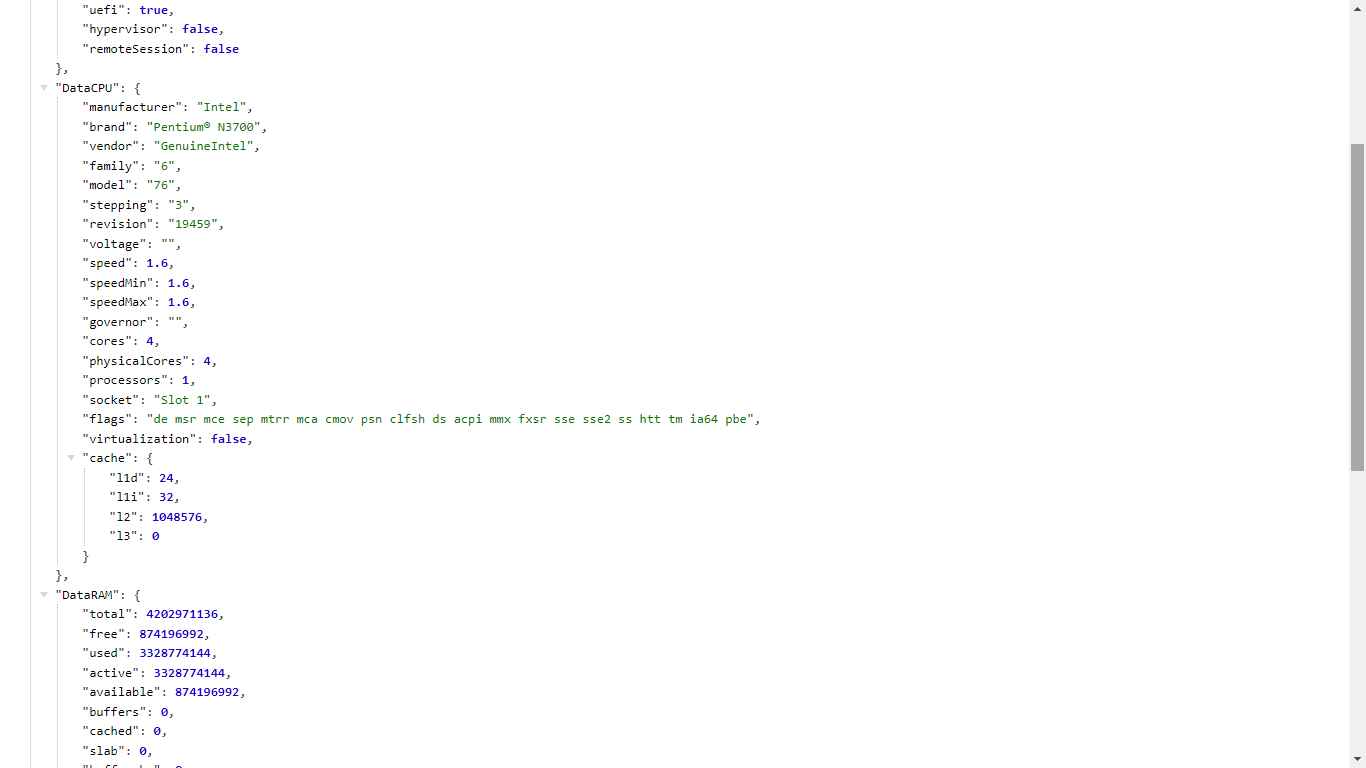 "uefi": true,
"hypervisor": false,
"remoteSession": false
},
"DataCPU": {
"manufacturer": "Intel",
"brand": "Pentium® N3700",
"vendor": "GenuineIntel",
"family": "6",
"model": "76",
"stepping": "3",
"revision": "19459",
"voltage": "",
"speed": 1.6,
"speedMin": 1.6,
"speedMax": 1.6,
"governor": "",
"cores": 4,
"physicalCores": 4,
"processors": 1,
"socket": "Slot 1",
"flags": "de msr mce sep mtrr mca cmov psn clfsh ds acpi mmx fxsr sse sse2 ss htt tm ia64 pbe",
"virtualization": false,
"cache": {
"l1d": 24,
"l1i": 32,
"l2": 1048576,
"l3": 0
}
},
"DataRAM": {
"total": 4202971136,
"free": 874196992,
"used": 3328774144,
"active": 3328774144,
"available": 874196992,
"buffers": 0,
"cached": 0,
"slab": 0,